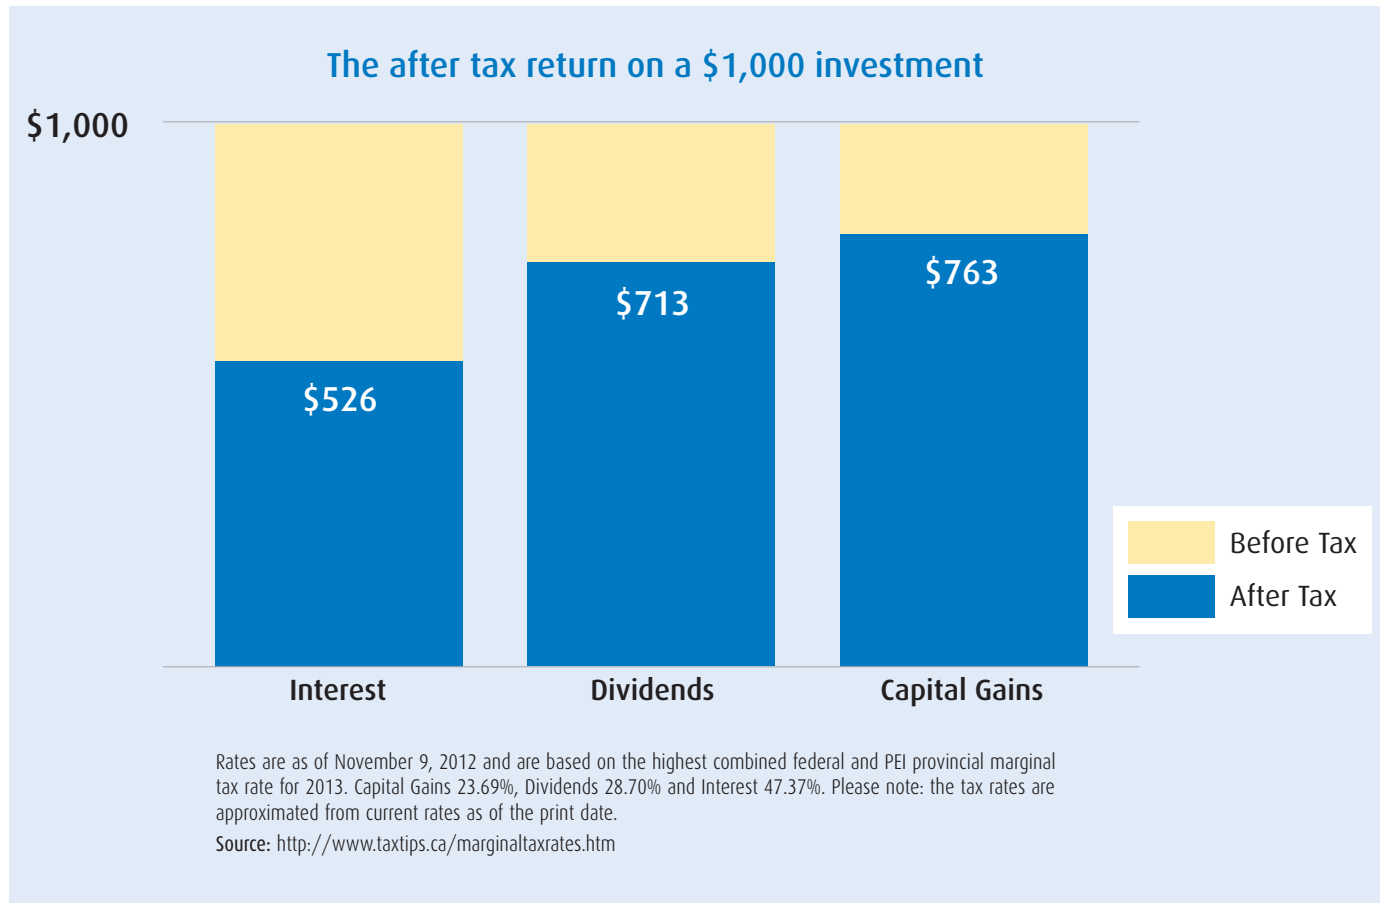 The after tax return on a $1,000 investment
$1,000
$526
$713
$763
Before Tax
After Tax
Interest
Dividends
Capital Gains
Rates are as of November 9, 2012 and are based on the highest combined federal and PEI provincial marginal
tax rate for 2013. Capital Gains 23.69%, Dividends 28.70% and Interest 47.37%. Please note: the tax rates are
approximated from current rates as of the print date.
Source: http://www.taxtips.ca/marginaltaxrates.htm